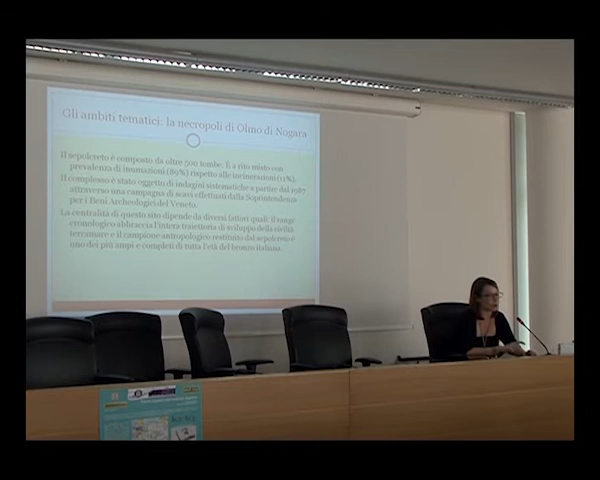 Gli ambiti tematici: la necropoli di Olmo di Nogara
Il sepolcreto è composto da oltre 500 tombe. È a rito misto con
prevalenza di inumazioni (89%) rispetto alle incinerazioni (11%).
Il complesso è stato oggetto di indagini sistematiche a partire dal 1987
attraverso una campagna di scavi effettuati dalla Soprintendenza
per i Beni Archeologici del Veneto.
La centralità di questo sito dipende da diversi fattori quali: il range
cronologico abbraccia l'intera traiettoria di sviluppo della civiltà
terramare e il campione antropologico restituito dal sepolcreto è
uno dei più ampi e completi di tutta l'età del bronzo italiana.